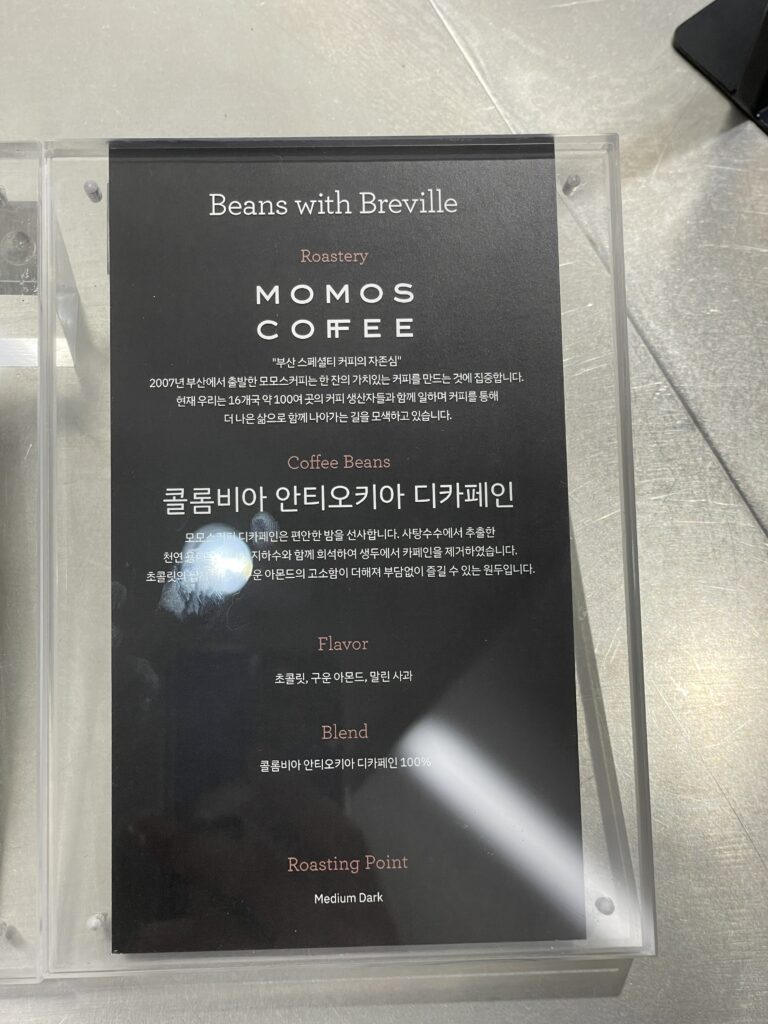 Beans with Breville
Roastery
MOMOS
COFFEE
"부산 스페셜티 커피의 자존심"
2007년 부산에서 출발한 모모스커피는 한 잔의 가치있는 커피를 만드는 것에 집중합니다.
현재 우리는 16개국 약 100여 곳의 커피 생산자들과 함께 일하며 커피를 통해
더 나은 삶으로 함께 나아가는 길을 모색하고 있습니다.
Coffee Beans
콜롬비아 안티오키아 디카페인
모모스커피 디카페인은 편안한 밤을 선사합니다. 사탕수수에서 추출한
천연 지하수와 함께 희석하여 생두에서 카페인을 제거하였습니다.
초콜릿의 아몬드의 고소함이 더해져 부담없이 즐길 수 있는 원두입니다.
Flavor
초콜릿, 구운 아몬드, 말린 사과
Blend
콜롬비아 안티오키아 디카페인 100%
Roasting Point
Medium Dark